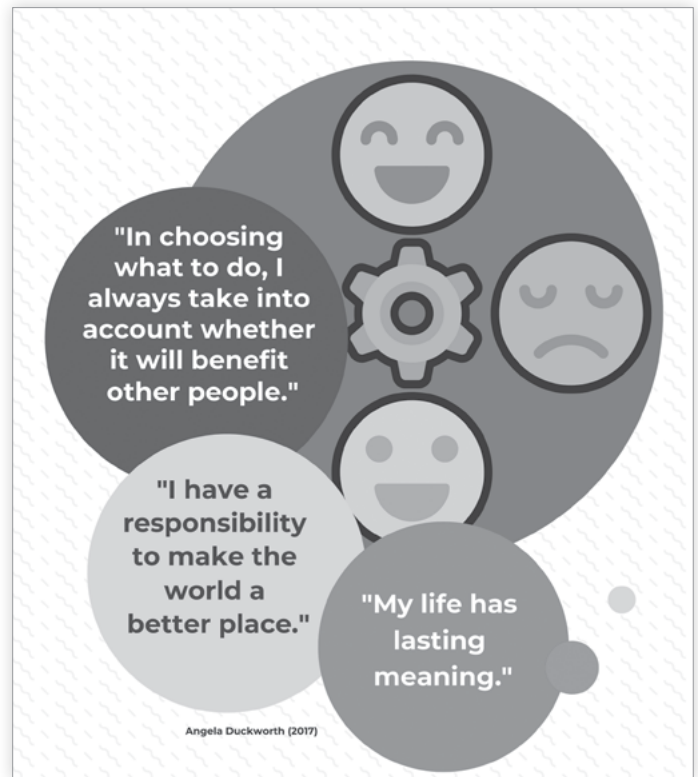 "In choosing
what to do, I
always take into
account whether
it will benefit
other people."
"I have a
responsibility
to make the
world a
better place."
"My life has
lasting
meaning."
Angela Duckworth (2017)